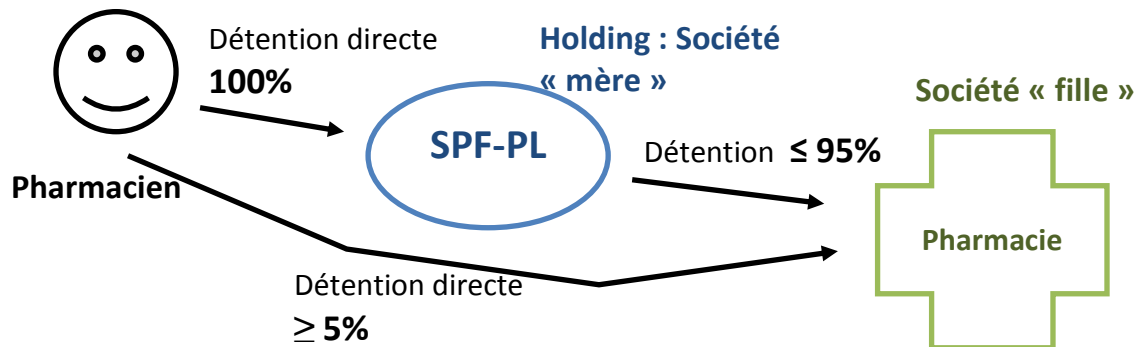 Détention directe
100%
Holding : Société
« mère »
Société « fille »
SPF-PL
Détention ≤ 95%
Pharmacien
Pharmacie
Détention directe
≥ 5%